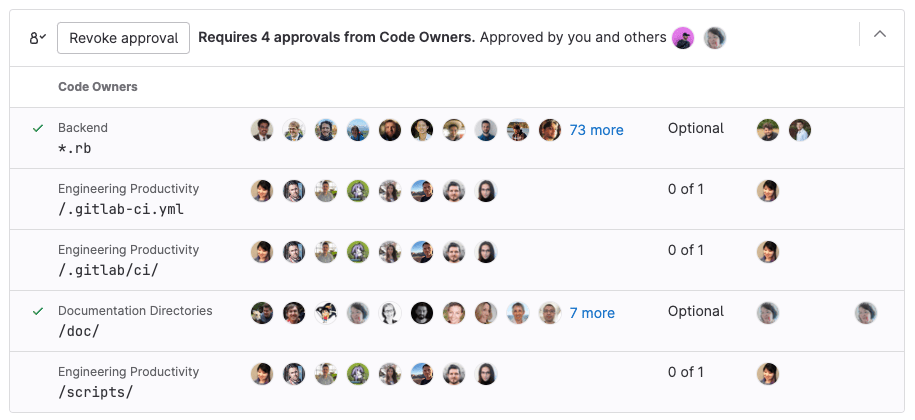 Revoke approval Requires 4 approvals from Code Owners. Approved by you and others
Code Owners
Backend
*.rb
73 more
Optional
Engineering Productivity
/.gitlab-ci.yml
0 of 1
Engineering Productivity
/.gitlab/ci/
0 of 1
Documentation Directories
/doc/
7 more
Optional
Engineering Productivity
/scripts/
0 of 1